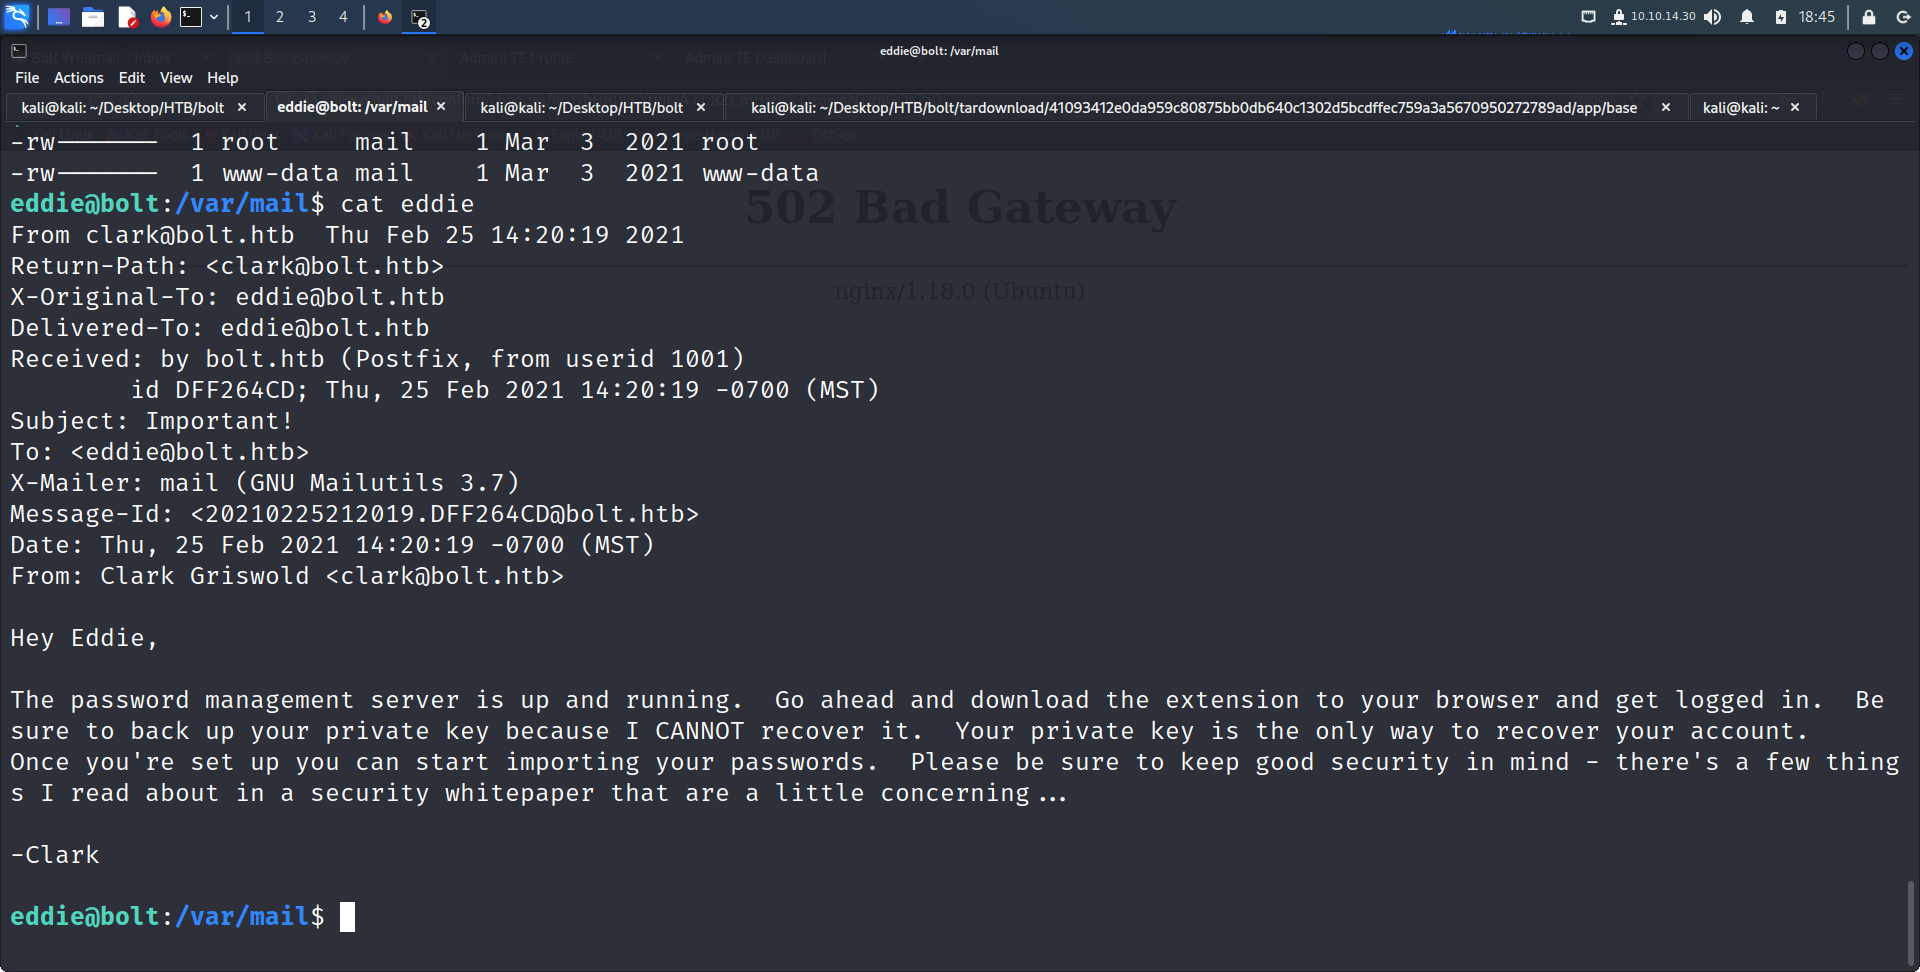 1 2 3 4 10.10.14.30 18:45
Bolt Webmail :: Inbox 502 Bad Gateway AdminLTE Profile AdminLTE Dashboard
eddie@bolt: /var/mail
File Actions Edit View Help
kali@kali: ~/Desktop/HTB/bolt eddie@bolt: /var/mail kali@kali: ~/Desktop/HTB/bolt kali@kali: ~/Desktop/HTB/bolt/tardownload/41093412e0da959c80875bb0db640c1302d5bcdffec759a3a5670950272789ad/app/base kali@kali: ~
-rw------- 1 root mail 1 Mar 3 2021 root
-rw------- 1 www-data mail 1 Mar 3 2021 www-data
eddie@bolt:/var/mail$ cat eddie
502 Bad Gateway
From clark@bolt.htb Thu Feb 25 14:20:19 2021
Return-Path: <clark@bolt.htb>
X-Original-To: eddie@bolt.htb
nginx/1.18.0 (Ubuntu)
Delivered-To: eddie@bolt.htb
Received: by bolt.htb (Postfix, from userid 1001)
id DFF264CD; Thu, 25 Feb 2021 14:20:19 -0700 (MST)
Subject: Important!
To: <eddie@bolt.htb>
X-Mailer: mail (GNU Mailutils 3.7)
Message-Id: <20210225212019.DFF264CD@bolt.htb>
Date: Thu, 25 Feb 2021 14:20:19 -0700 (MST)
From: Clark Griswold <clark@bolt.htb>
Hey Eddie,
The password management server is up and running. Go ahead and download the extension to your browser and get logged in. Be
sure to back up your private key because I CANNOT recover it. Your private key is the only way to recover your account.
Once you're set up you can start importing your passwords. Please be sure to keep good security in mind - there's a few thing
s I read about in a security whitepaper that are a little concerning...
-Clark
eddie@bolt:/var/mail$